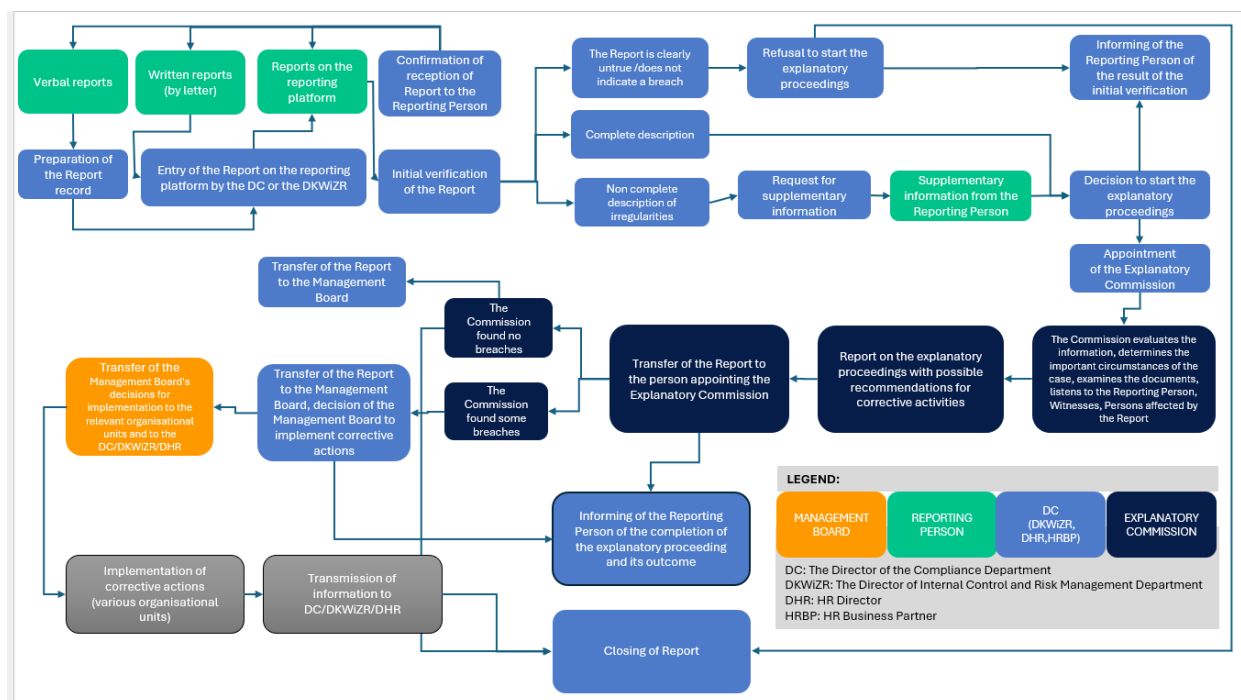 Verbal reports
Written reports
(by letter)
Reports on the
reporting
platform
Confirmation of
reception of
Report to the
Reporting Person
The Report is clearly
untrue /does not
indicate a breach
Refusal to start the
explanatory
proceedings
Informing of the
Reporting Person
of the result of the
initial verification
Complete description
Preparation of
the Report
record
Entry of the Report on the reporting
platform by the DC or the DKWiZR
Initial verification
of the Report
Non complete
description of
irregularities
Request for
supplementary
information
Supplementary
information from the
Reporting Person
Decision to start the
explanatory
proceedings
Appointment
of the Explanatory
Commission
Transfer of the Report
to the Management
Board
The
Commission
found no
breaches
The Commission evaluates the
information, determines the
important circumstances of the
case, examines the documents,
listens to the Reporting Person,
Witnesses, Persons affected by
the Report
Report on the explanatory
proceedings with possible
recommendations for
corrective activities
Transfer of the Report to
the person appointing the
Explanatory Commission
The
Commission
found some
breaches
Transfer of the Report
to the Management
Board, decision of the
Management Board to
implement corrective
actions
Transfer of the
Management Board's
decisions for
implementation to the
relevant organisational
units and to the
DC/DKWiZR/DHR
Informing of the Reporting
Person of the completion of
the explanatory proceeding
and its outcome
Implementation of
corrective actions
(various organisational
units)
Transmission of
information to
DC/DKWiZR/DHR
Closing of Report
LEGEND:
MANAGEMENT
BOARD
REPORTING
PERSON
DC
(DKWiZR,
DHR,HRBP)
EXPLANATORY
COMMISSION
DC: The Director of the Compliance Department
DKWiZR: The Director of Internal Control and Risk Management Department
DHR: HR Director
HRBP: HR Business Partner